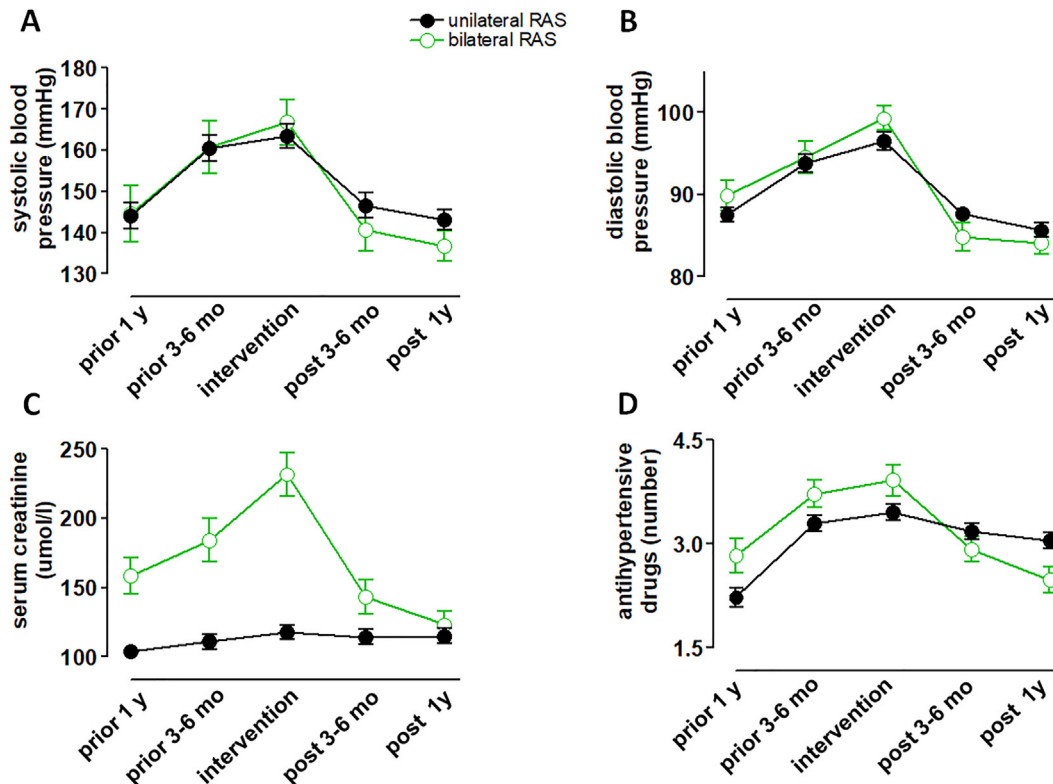 A
unilateral RAS
bilateral RAS
B
systolic blood
pressure (mmHg)
180
170
160
150
140
130
prior 1 y
prior 3-6 mo
intervention
post 3-6 mo
post 1y
diastolic blood
pressure (mmHg)
100
90
80
prior 1 y
prior 3-6 mo
intervention
post 3-6 mo
post 1y
C
serum creatinine
(umol/l)
250
200
150
100
prior 1 y
prior 3-6 mo
intervention
post 3-6 mo
post 1y
D
antihypertensive
drugs (number)
4.5
3.0
1.5
prior 1 y
prior 3-6 mo
intervention
post 3-6 mo
post 1y